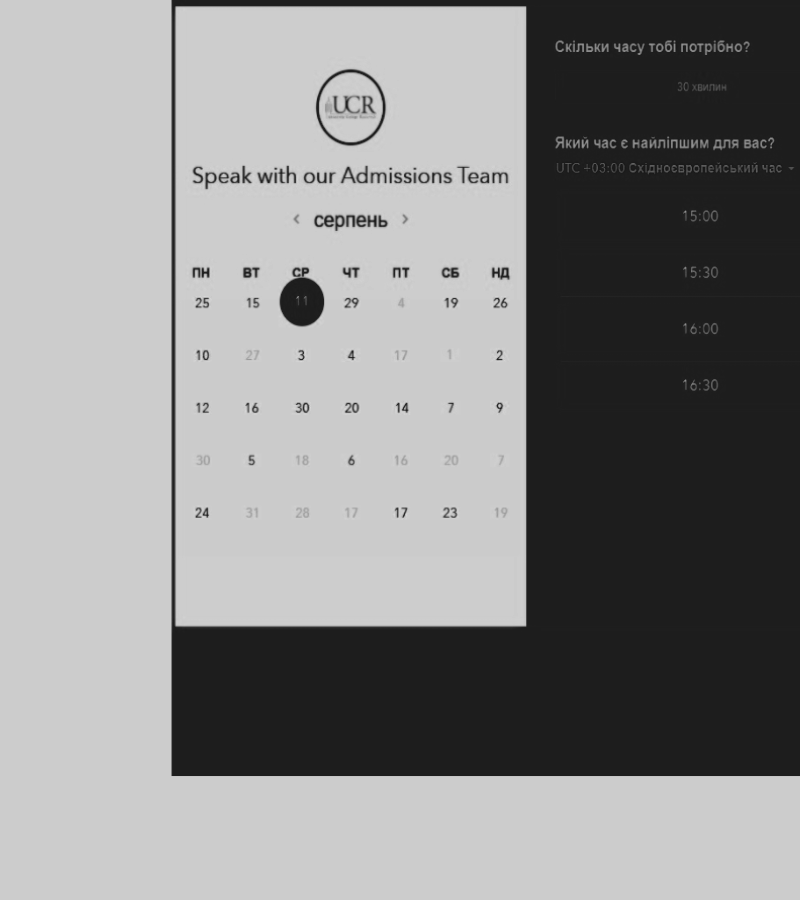 UCR
Speak with our Admissions Team
‹ серпень ›
ПН ВТ СР ЧТ ПТ СБ НД
25 15 11 29 4 19 26
10 27 3 4 17 1 2
12 16 30 20 14 7 9
30 5 18 6 16 20 7
24 31 28 17 17 23 19
Скільки часу тобі потрібно?
30 хвилин
Який час є найліпшим для вас?
UTC +03:00 Східноєвропейський час
15:00
15:30
16:00
16:30